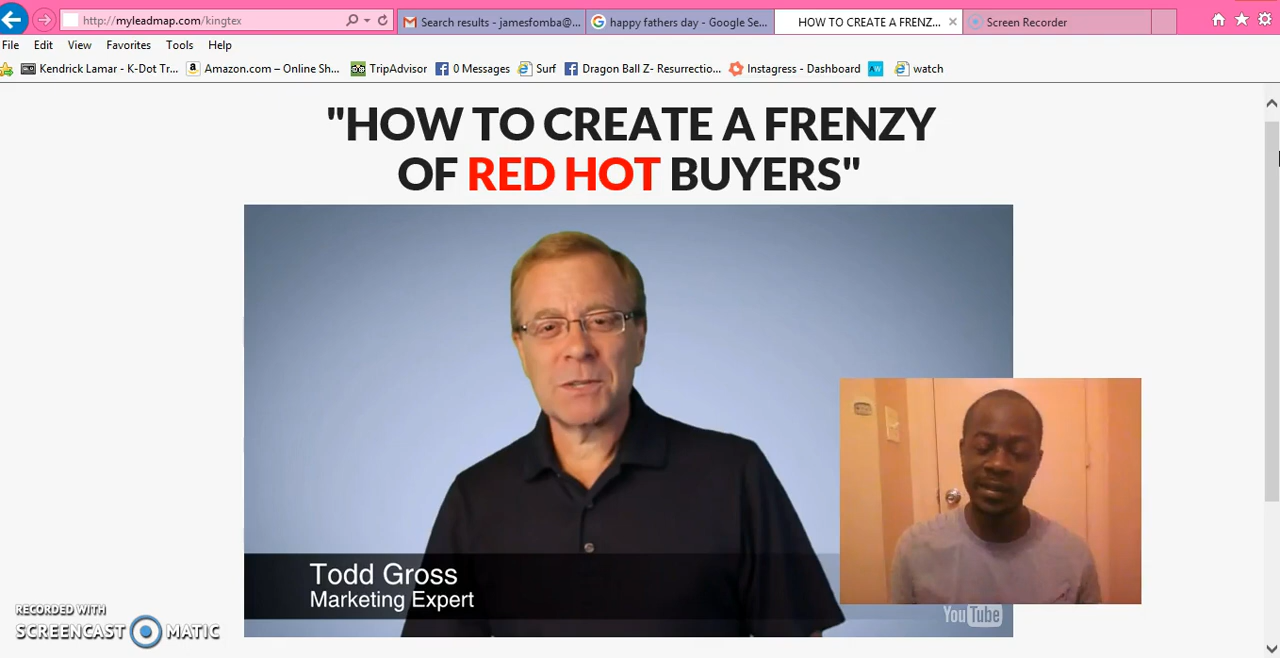 http://myleadmap.com/kingtex
Search results - jamesfomba@...
happy fathers day - Google Se...
HOW TO CREATE A FRENZ...
Screen Recorder
File Edit View Favorites Tools Help
Kendrick Lamar - K-Dot Tr...
Amazon.com – Online Sh...
TripAdvisor
0 Messages
Surf
Dragon Ball Z- Resurrectio...
Instagress - Dashboard
AW
watch
"HOW TO CREATE A FRENZY
OF RED HOT BUYERS"
Todd Gross
Marketing Expert
YouTube
RECORDED WITH
SCREENCAST MATIC